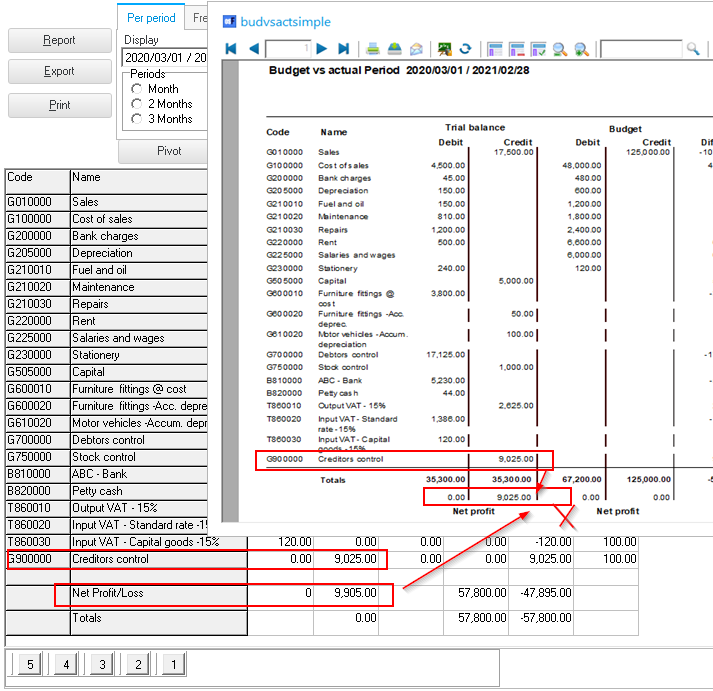 Report
Export
Print
Per period
Fre
Display
2020/03/01 / 20
Periods
Month
2 Months
3 Months
Pivot
budvsactsimple
1
Budget vs actual Period 2020/03/01 / 2021/02/28
Trial balance Budget
Code Name Debit Credit Debit Credit Dif
G010000 Sales 17,500.00 125,000.00 -10
G100000 Cost of sales 4,500.00 48,000.00 4
G200000 Bank charges 45.00 480.00
G205000 Depreciation 150.00 600.00
G210010 Fuel and oil 150.00 1,200.00
G210020 Maintenance 810.00 1,800.00
G210030 Repairs 1,200.00 2,400.00
G220000 Rent 500.00 6,600.00
G225000 Salaries and wages 6,000.00
G230000 Stationery 240.00 120.00
G505000 Capital 5,000.00
G600010 Furniture fittings @ 3,800.00
cost
G600020 Furniture fittings -Acc. 50.00
deprec.
G610020 Motor vehicles -Accum. 100.00
depreciation
G700000 Debtors control 17,125.00
G750000 Stock control 1,000.00
B810000 ABC - Bank 5,230.00
B820000 Petty cash 44.00
T860010 Output VAT - 15% 2,625.00
T860020 Input VAT - Standard 1,386.00
rate -15%
T860030 Input VAT - Capital 120.00
goods -15%
G900000 Creditors control 9,025.00
Totals 35,300.00 35,300.00 67,200.00 125,000.00 -5
0.00 9,025.00 0.00 0.00
Net profit Net profit
Code Name
G010000 Sales
G100000 Cost of sales
G200000 Bank charges
G205000 Depreciation
G210010 Fuel and oil
G210020 Maintenance
G210030 Repairs
G220000 Rent
G225000 Salaries and wages
G230000 Stationery
G505000 Capital
G600010 Furniture fittings @ cost
G600020 Furniture fittings -Acc. depre
G610020 Motor vehicles -Accum. depr
G700000 Debtors control
G750000 Stock control
B810000 ABC - Bank
B820000 Petty cash
T860010 Output VAT - 15%
T860020 Input VAT - Standard rate -1
T860030 Input VAT - Capital goods -15% 120.00 0.00 0.00 0.00 -120.00 100.00
G900000 Creditors control 0.00 9,025.00 0.00 0.00 9,025.00 100.00
Net Profit/Loss 0 9,905.00 57,800.00 -47,895.00
Totals 0.00 57,800.00 -57,800.00
5 4 3 2 1